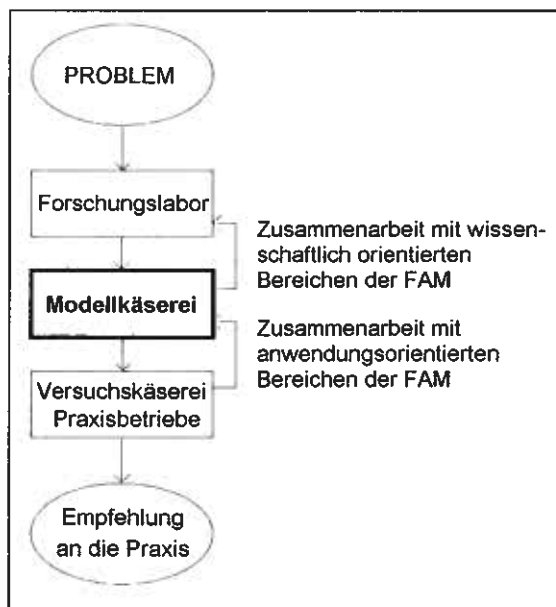 PROBLEM
Forschungslabor
Zusammenarbeit mit wissen-
schaftlich orientierten
Bereichen der FAM
Modellkäserei
Zusammenarbeit mit
anwendungsorientierten
Bereichen der FAM
Versuchskäserei
Praxisbetriebe
Empfehlung
an die Praxis